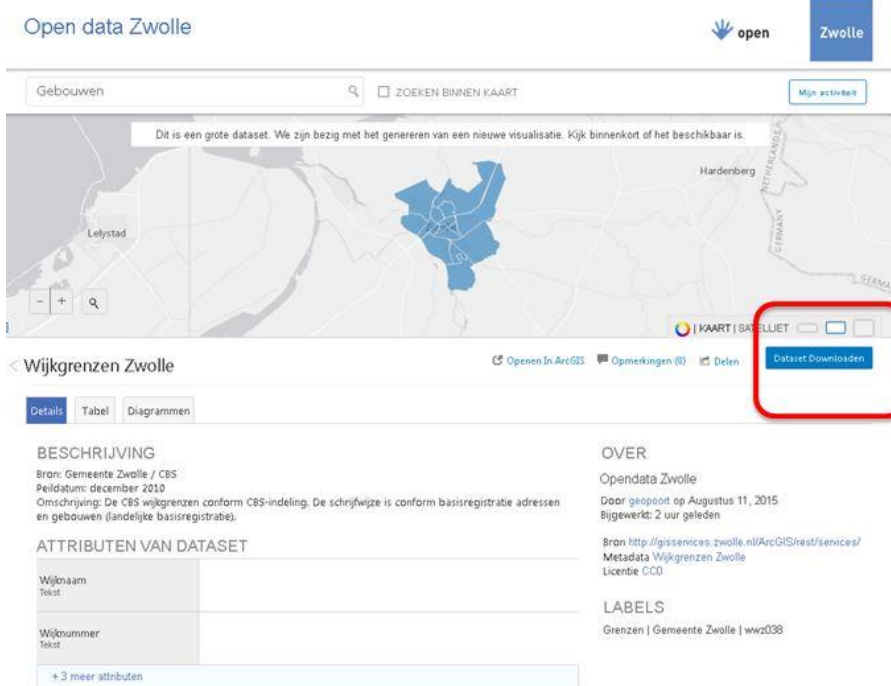 Open data Zwolle
open
Zwolle
Gebouwen
ZOEKEN BINNEN KAART
Mijn activiteit
Dit is een grote dataset. We zijn bezig met het genereren van een nieuwe visualisatie. Kijk binnenkort of het beschikbaar is.
Hardenberg
NETHERLANDS
GERMANY
Lelystad
Zwolle
KAART | SATELLIET
Wijkgrenzen Zwolle
Openen In ArcGIS
Opmerkingen (0)
Delen
Dataset Downloaden
Details
Tabel
Diagrammen
BESCHRIJVING
Bron: Gemeente Zwolle / CBS
Peildatum: december 2010
Omschrijving: De CBS wijkgrenzen conform CBS-indeling. De schrijfwijze is conform basisregistratie adressen
en gebouwen (landelijke basisregistratie).
ATTRIBUTEN VAN DATASET
Wijknaam
Tekst
Wijknummer
Tekst
+ 3 meer attributen
OVER
Opendata Zwolle
Door geopoort op Augustus 11, 2015
Bijgewerkt: 2 uur geleden
Bron http://gisservices.zwolle.nl/ArcGIS/rest/services/
Metadata Wijkgrenzen Zwolle
Licentie CC0
LABELS
Grenzen | Gemeente Zwolle | wwz038